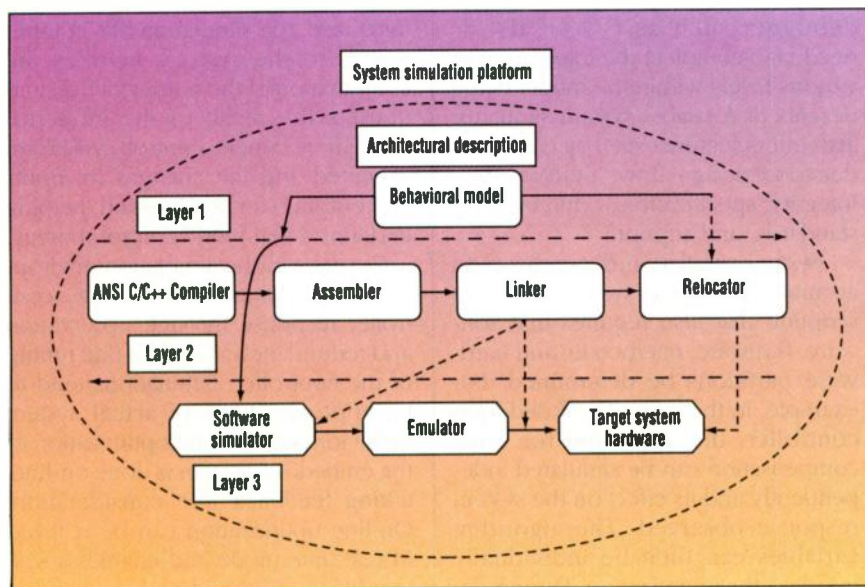 System simulation platform
Architectural description
Behavioral model
Layer 1
ANSI C/C++ Compiler
Assembler
Linker
Relocator
Layer 2
Software
simulator
Emulator
Target system
hardware
Layer 3